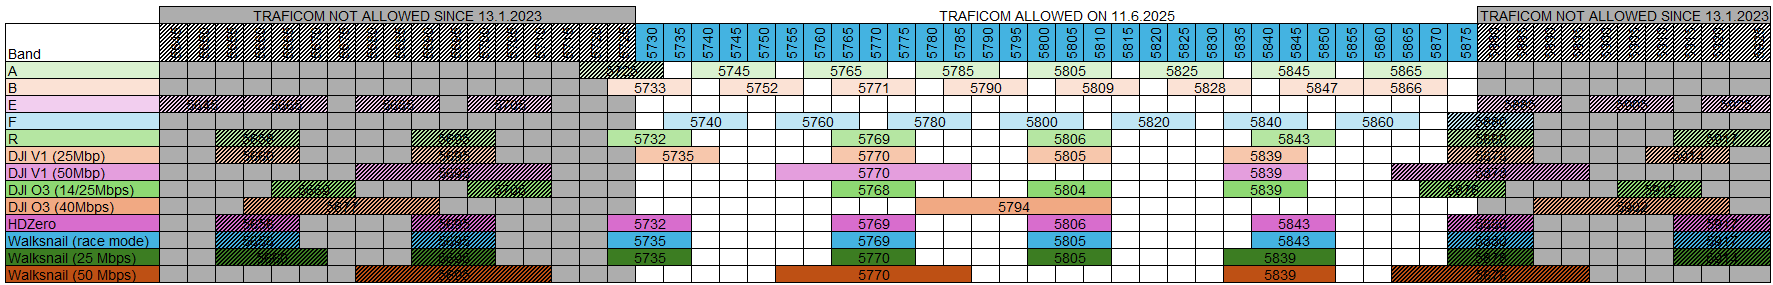 TRAFICOM NOT ALLOWED SINCE 13.1.2023 TRAFICOM ALLOWED ON 11.6.2025 TRAFICOM NOT ALLOWED SINCE 13.1.2023
Band 5730 5735 5740 5745 5750 5755 5760 5765 5770 5775 5780 5785 5790 5795 5800 5805 5810 5815 5820 5825 5830 5835 5840 5845 5850 5855 5860 5865 5870 5875
A 5725 5745 5765 5785 5805 5825 5845 5865
B 5733 5752 5771 5790 5809 5828 5847 5866
E 5645 5665 5705 5885 5905 5925
F 5740 5760 5780 5800 5820 5840 5860 5880
R 5658 5695 5732 5769 5806 5843 5880 5917
DJI V1 (25Mbp) 5660 5695 5735 5770 5805 5839 5914
DJI V1 (50Mbp) 5695 5770 5839 5878
DJI O3 (14/25Mbps) 5669 5705 5768 5804 5839 5876 5912
DJI O3 (40Mbps) 5677 5794 5902
HDZero 5658 5695 5732 5769 5806 5843 5880 5917
Walksnail (race mode) 5658 5695 5735 5769 5805 5843 5917
Walksnail (25 Mbps) 5660 5695 5735 5770 5805 5839 5878 5914
Walksnail (50 Mbps) 5695 5770 5839